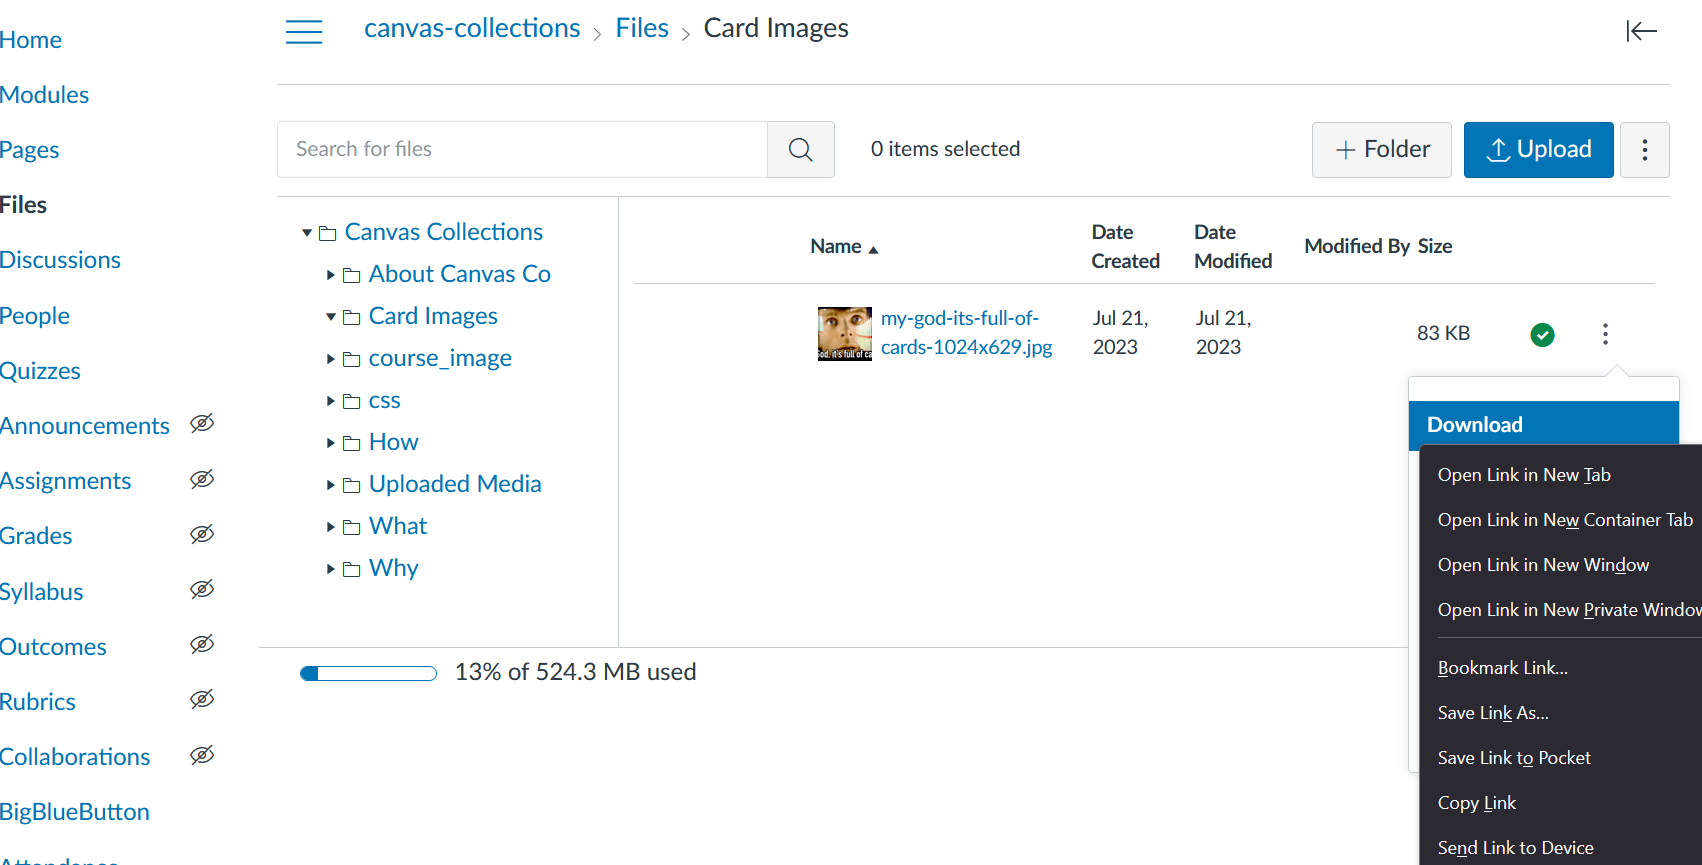 Home
Modules
Pages
Files
Discussions
People
Quizzes
Announcements
Assignments
Grades
Syllabus
Outcomes
Rubrics
Collaborations
BigBlueButton
canvas-collections
Files
Card Images
Search for files
0 items selected
Folder
Upload
Canvas Collections
About Canvas Co
Card Images
course_image
css
How
Uploaded Media
What
Why
13% of 524.3 MB used
Name
Date
Created
Date
Modified
Modified By
Size
my-god-its-full-of-
cards-1024x629.jpg
Jul 21,
2023
Jul 21,
2023
83 KB
Download
Open Link in New Tab
Open Link in New Container Tab
Open Link in New Window
Open Link in New Private Window
Bookmark Link...
Save Link As...
Save Link to Pocket
Copy Link
Send Link to Device